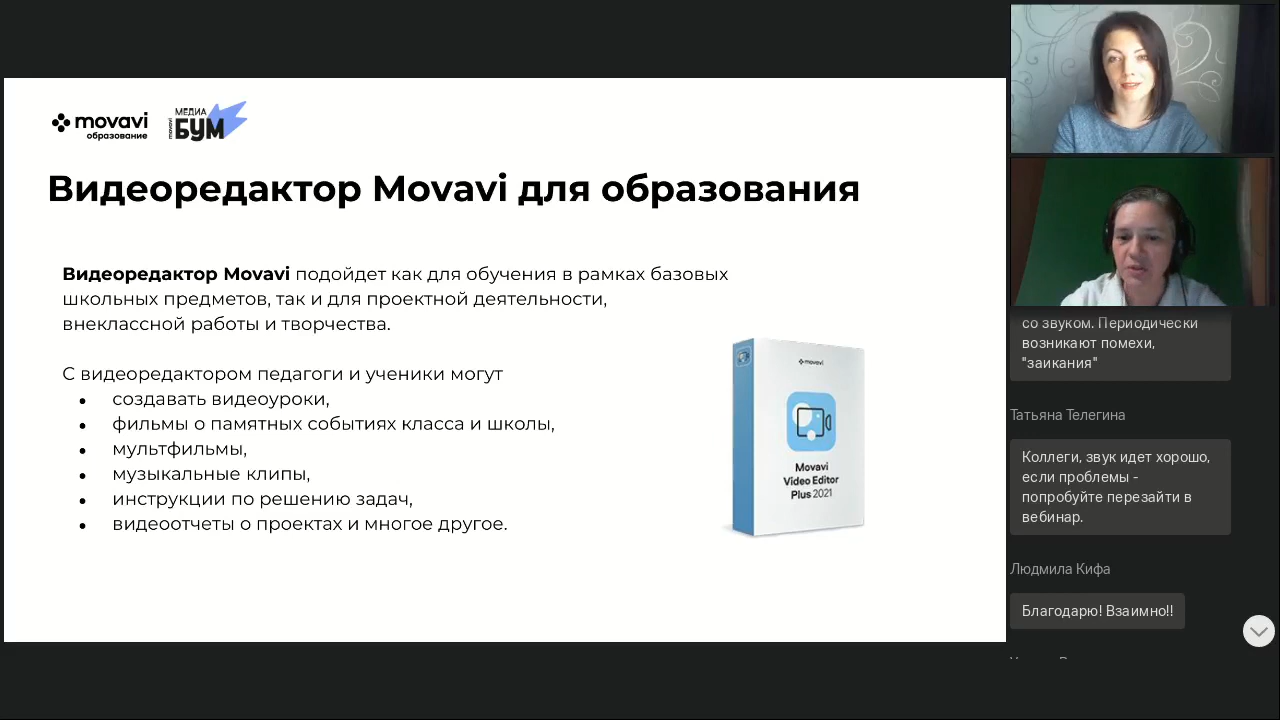 movavi
образование
МЕДИА
БУМ
movavi
Видеоредактор Movavi для образования
Видеоредактор Movavi подойдет как для обучения в рамках базовых
школьных предметов, так и для проектной деятельности,
внеклассной работы и творчества.
С видеоредактором педагоги и ученики могут
● создавать видеоуроки,
● фильмы о памятных событиях класса и школы,
● мультфильмы,
● музыкальные клипы,
● инструкции по решению задач,
● видеоотчеты о проектах и многое другое.
movavi
Movavi
Video Editor
Plus 2021
со звуком. Периодически
возникают помехи,
"заикания"
Татьяна Телегина
Коллеги, звук идет хорошо,
если проблемы -
попробуйте перезайти в
вебинар.
Людмила Кифа
Благодарю! Взаимно!!